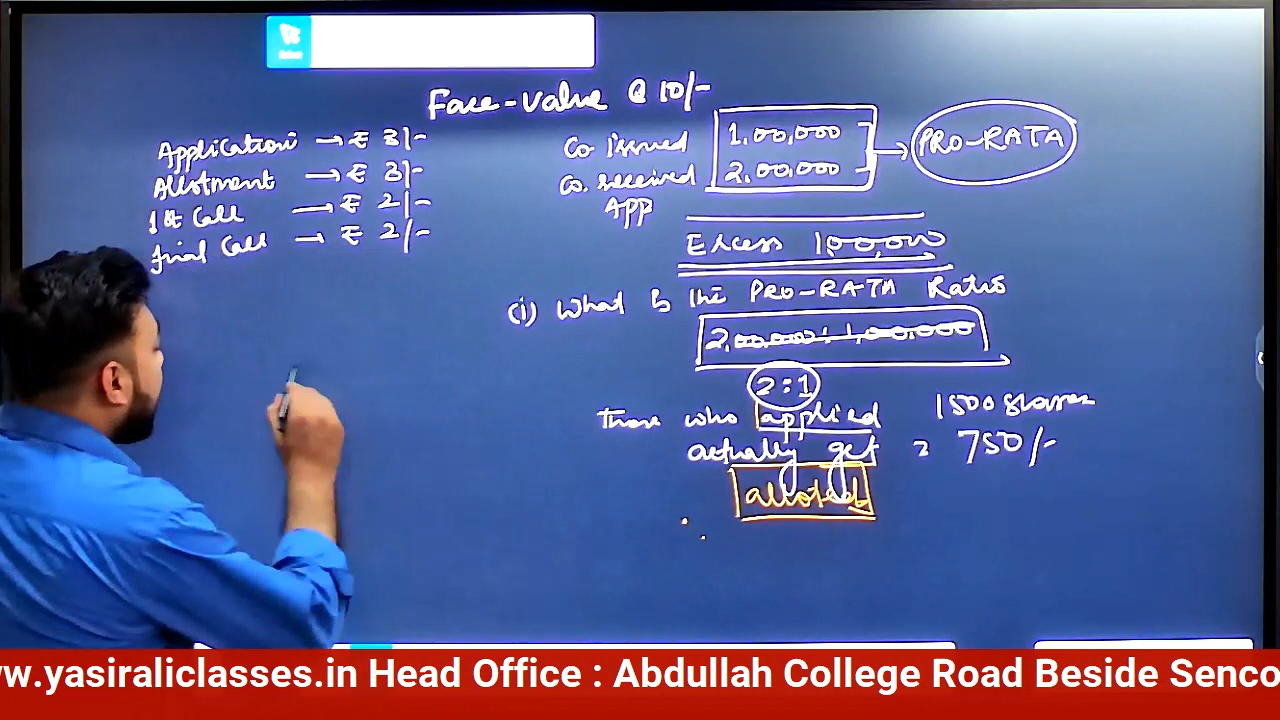 Face-value @ 10/-
Application → ₹ 3/-
Allotment → ₹ 3/-
1st Call → ₹ 2/-
final Call → ₹ 2/-
Co issued 1,00,000
Co. received 2,00,000
App
PRO-RATA
Excess 1,00,000
(i) What is the PRO-RATA Ratio
2,00,000 : 1,00,000
2:1
Those who applied 1500 shares
actually get = 750/-
alloted
www.yasiraliclasses.in Head Office : Abdullah College Road Beside Senco